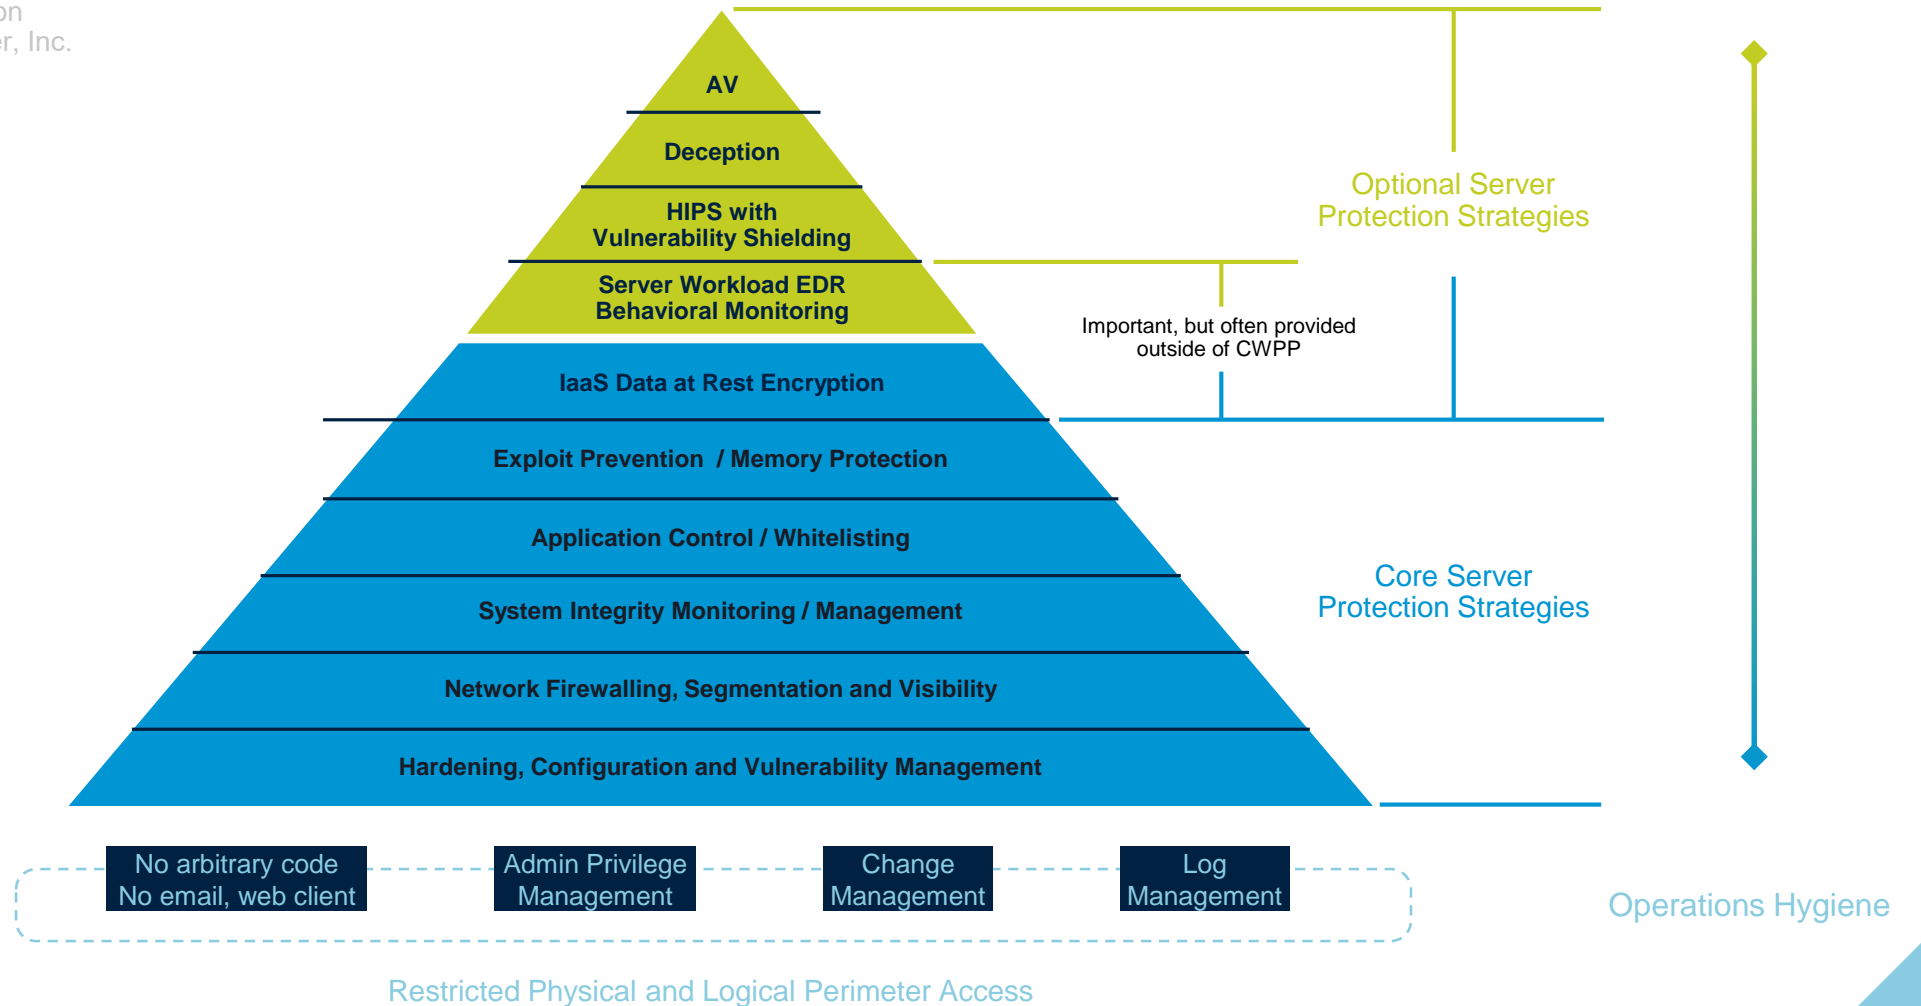 on
er, Inc.
AV
Deception
HIPS with
Vulnerability Shielding
Server Workload EDR
Behavioral Monitoring
IaaS Data at Rest Encryption
Exploit Prevention / Memory Protection
Application Control / Whitelisting
System Integrity Monitoring / Management
Network Firewalling, Segmentation and Visibility
Hardening, Configuration and Vulnerability Management
Optional Server
Protection Strategies
Important, but often provided
outside of CWPP
Core Server
Protection Strategies
No arbitrary code
No email, web client
Admin Privilege
Management
Change
Management
Log
Management
Operations Hygiene
Restricted Physical and Logical Perimeter Access